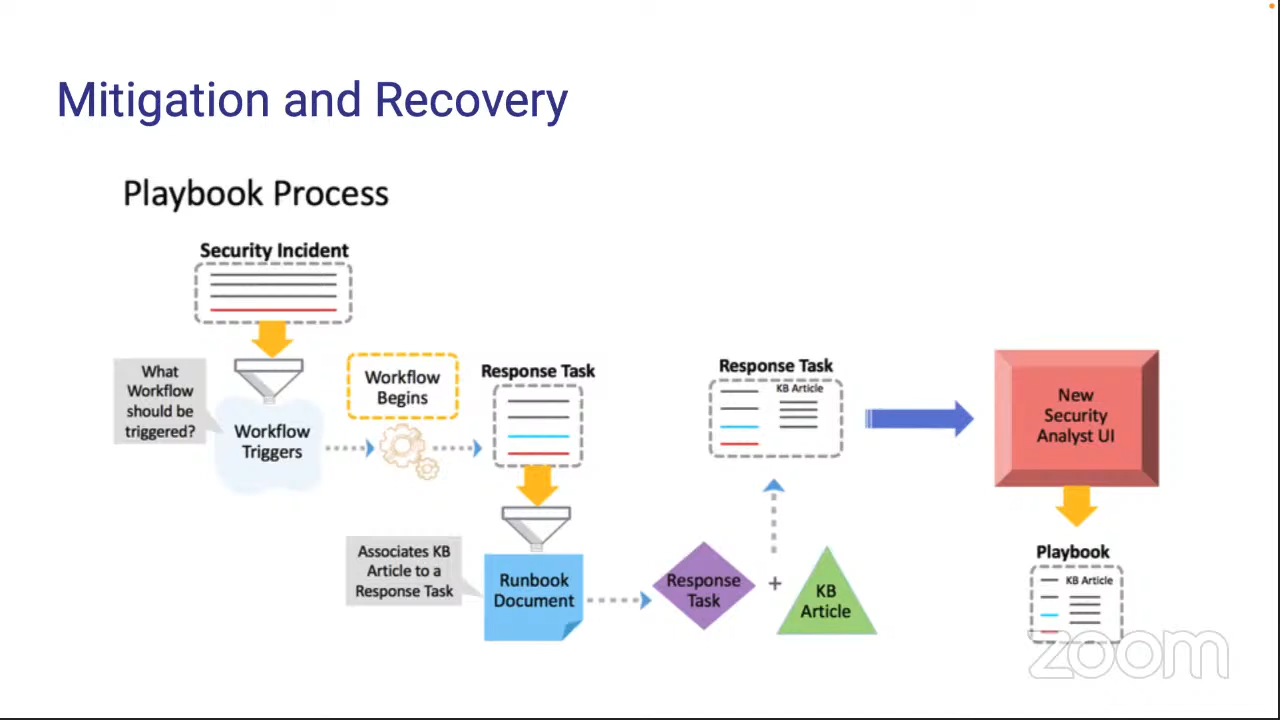 Mitigation and Recovery
Playbook Process
Security Incident
What
Workflow
should be
triggered?
Workflow
Triggers
Workflow
Begins
Response Task
Associates KB
Article to a
Response Task
Runbook
Document
Response
Task
+
KB
Article
Response Task
KB Article
New
Security
Analyst UI
Playbook
KB Article
zoom